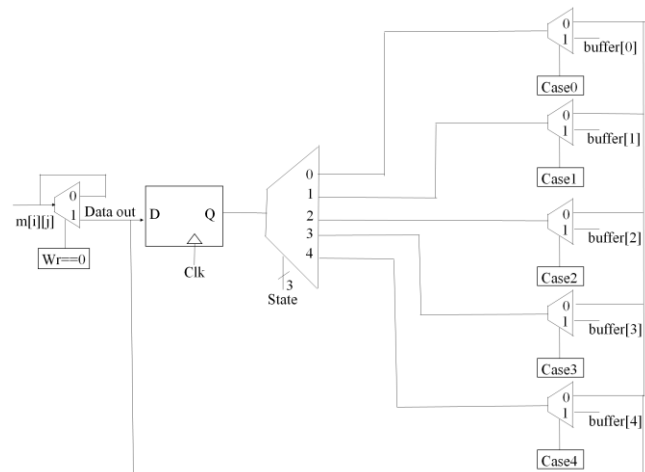 0
1
buffer[0]
Case0
0
1
buffer[1]
Case1
0
1
m[i][j]
Data out
Wr==0
D
Q
Clk
0
1
2
3
4
3
State
0
1
buffer[2]
Case2
0
1
buffer[3]
Case3
0
1
buffer[4]
Case4